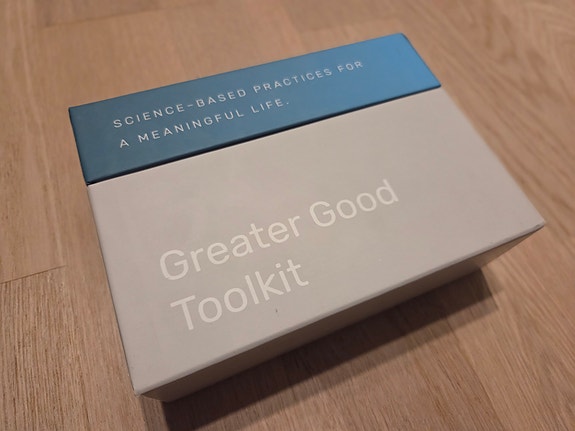 SCIENCE-BASED PRACTICES FOR
A MEANINGFUL LIFE.
Greater Good
Toolkit